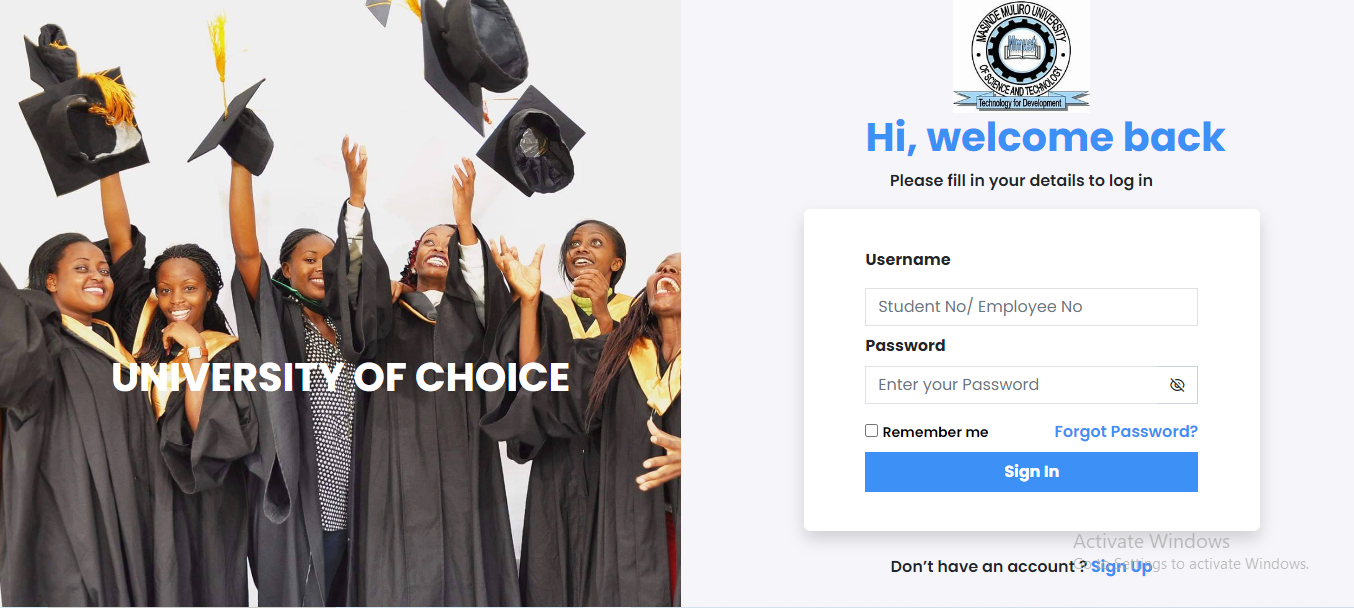 UNIVERSITY OF CHOICE
MASINDE MULIRO UNIVERSITY
OF SCIENCE AND TECHNOLOGY
Mmust
Technology for Development
Hi, welcome back
Please fill in your details to log in
Username
Student No/ Employee No
Password
Enter your Password
Remember me
Forgot Password?
Sign In
Activate Windows
Go to Settings to activate Windows.
Don’t have an account ? Sign Up